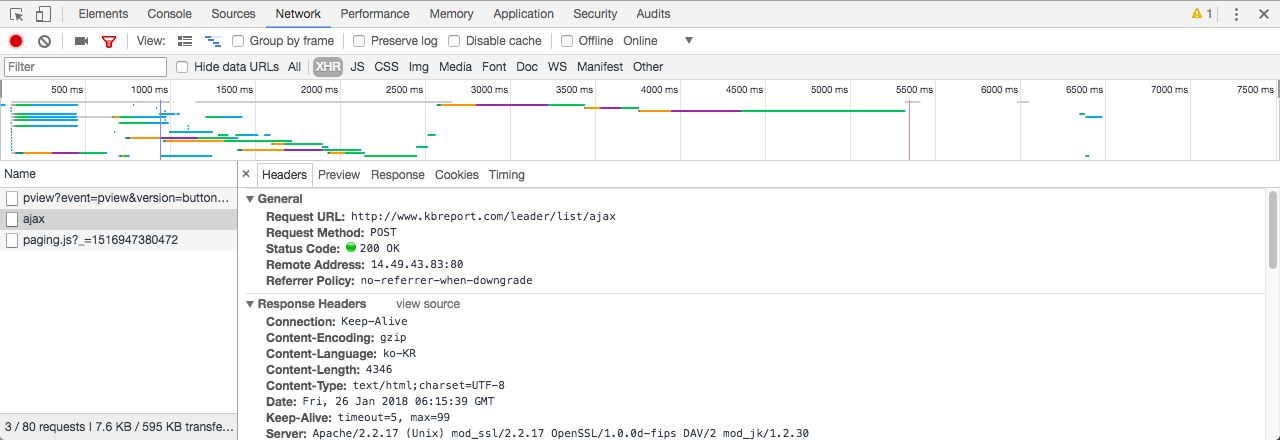 Elements Console Sources Network Performance Memory Application Security Audits 1
View: Group by frame Preserve log Disable cache Offline Online
Filter Hide data URLs All XHR JS CSS Img Media Font Doc WS Manifest Other
500 ms 1000 ms 1500 ms 2000 ms 2500 ms 3000 ms 3500 ms 4000 ms 4500 ms 5000 ms 5500 ms 6000 ms 6500 ms 7000 ms 7500 ms
Name
pview?event=pview&version=button…
ajax
paging.js?_=1516947380472
3 / 80 requests | 7.6 KB / 595 KB transfe…
× Headers Preview Response Cookies Timing
General
Request URL: http://www.kbreport.com/leader/list/ajax
Request Method: POST
Status Code: 200 OK
Remote Address: 14.49.43.83:80
Referrer Policy: no-referrer-when-downgrade
Response Headers view source
Connection: Keep-Alive
Content-Encoding: gzip
Content-Language: ko-KR
Content-Length: 4346
Content-Type: text/html;charset=UTF-8
Date: Fri, 26 Jan 2018 06:15:39 GMT
Keep-Alive: timeout=5, max=99
Server: Apache/2.2.17 (Unix) mod_ssl/2.2.17 OpenSSL/1.0.0d-fips DAV/2 mod_jk/1.2.30